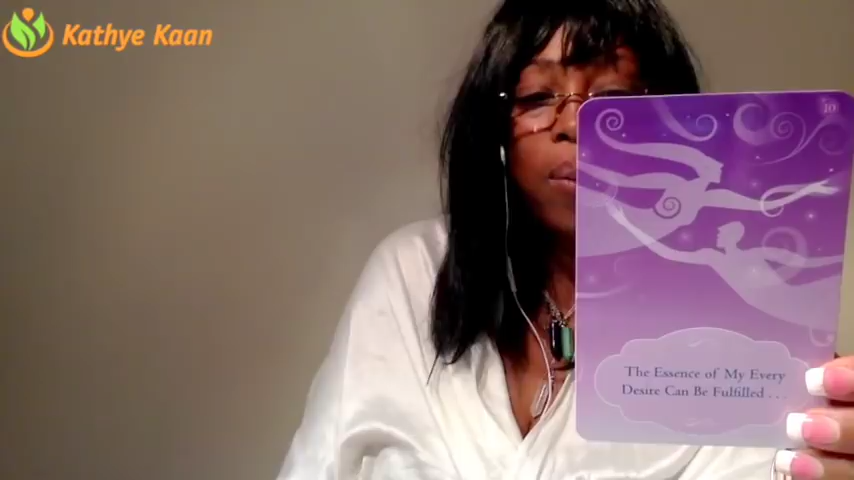 Kathye Kaan
10
The Essence of My Every
Desire Can Be Fulfilled . . .